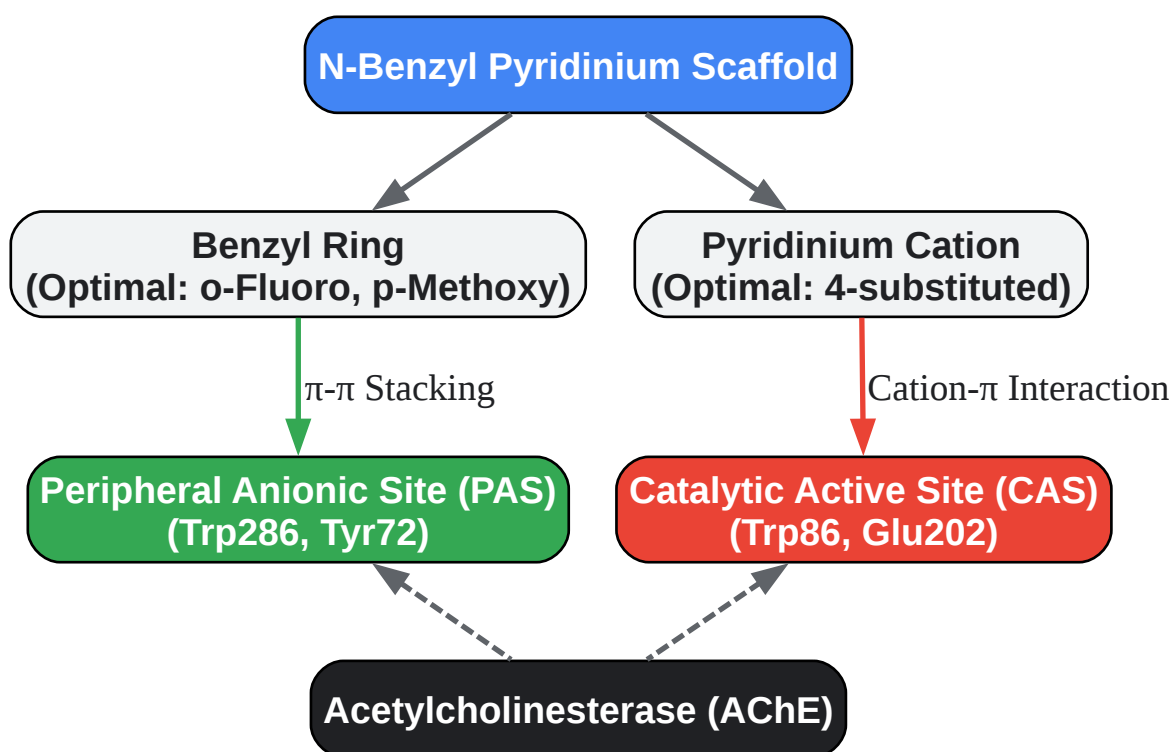 N-Benzyl Pyridinium Scaffold
Benzyl Ring
(Optimal: o-Fluoro, p-Methoxy)
Pyridinium Cation
(Optimal: 4-substituted)
π-π Stacking
Cation-π Interaction
Peripheral Anionic Site (PAS)
(Trp286, Tyr72)
Catalytic Active Site (CAS)
(Trp86, Glu202)
Acetylcholinesterase (AChE)